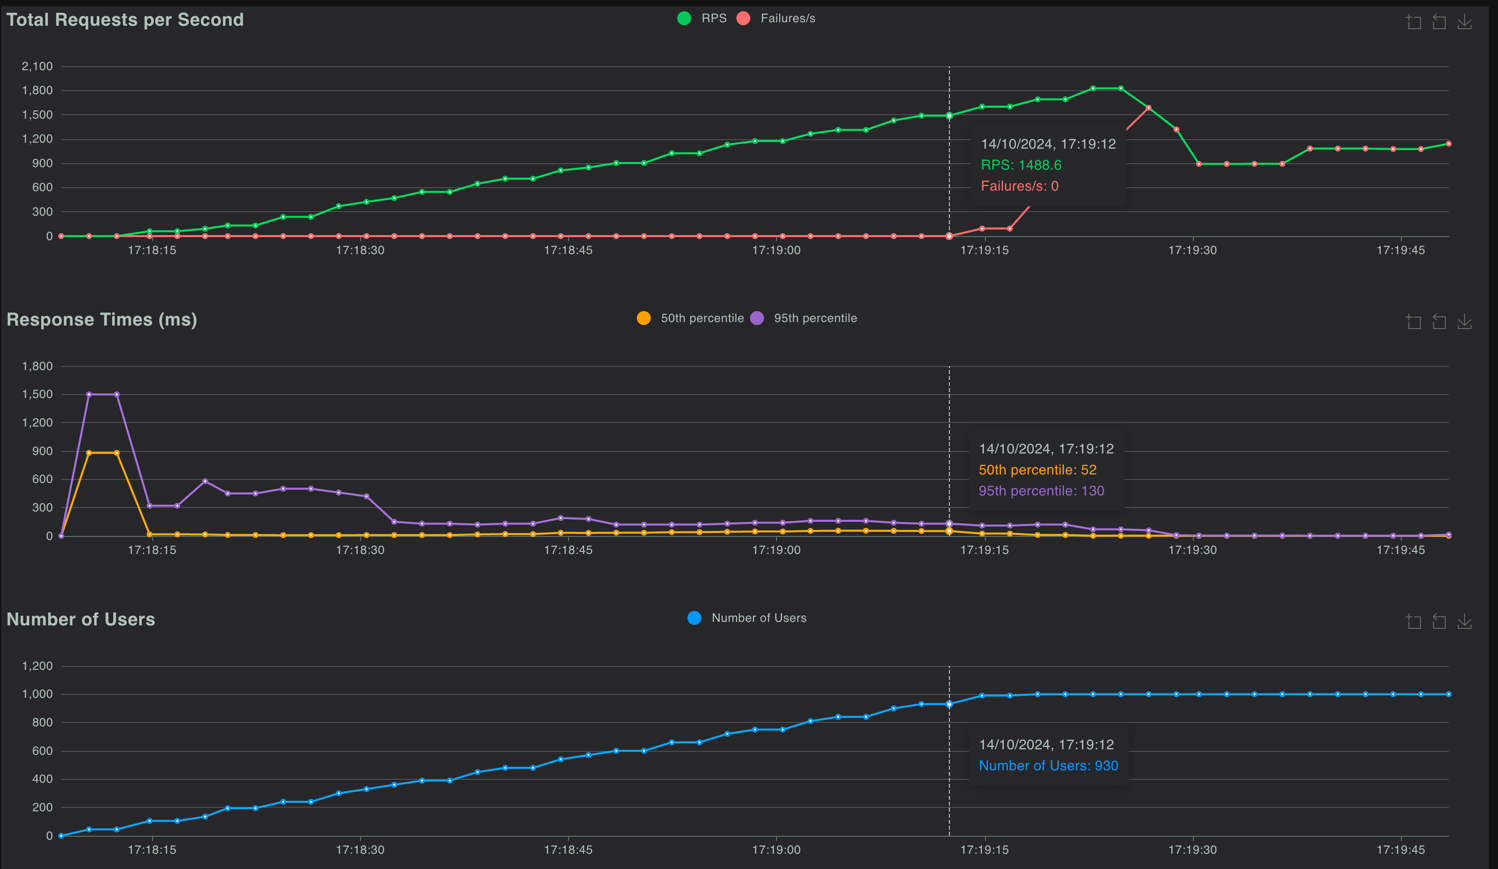 Total Requests per Second
RPS Failures/s
2,100
1,800
1,500
1,200
900
600
300
0
14/10/2024, 17:19:12
RPS: 1488.6
Failures/s: 0
17:18:15 17:18:30 17:18:45 17:19:00 17:19:15 17:19:30 17:19:45
Response Times (ms)
50th percentile 95th percentile
1,800
1,500
1,200
900
600
300
0
14/10/2024, 17:19:12
50th percentile: 52
95th percentile: 130
17:18:15 17:18:30 17:18:45 17:19:00 17:19:15 17:19:30 17:19:45
Number of Users
Number of Users
1,200
1,000
800
600
400
200
0
14/10/2024, 17:19:12
Number of Users: 930
17:18:15 17:18:30 17:18:45 17:19:00 17:19:15 17:19:30 17:19:45